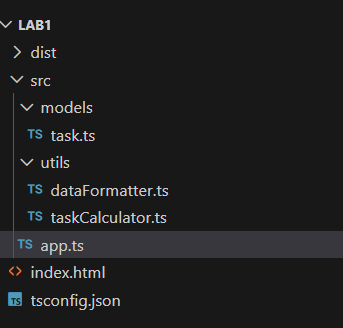 LAB1
dist
src
models
TS task.ts
utils
TS dataFormatter.ts
TS taskCalculator.ts
TS app.ts
<> index.html
TS tsconfig.json